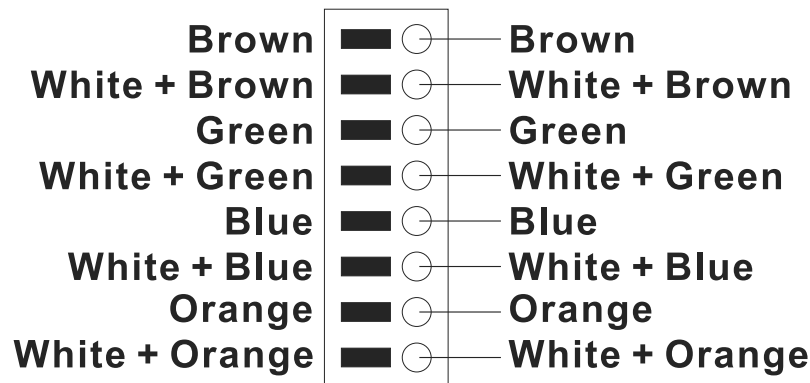 Brown Brown
White + Brown White + Brown
Green Green
White + Green White + Green
Blue Blue
White + Blue White + Blue
Orange Orange
White + Orange White + Orange